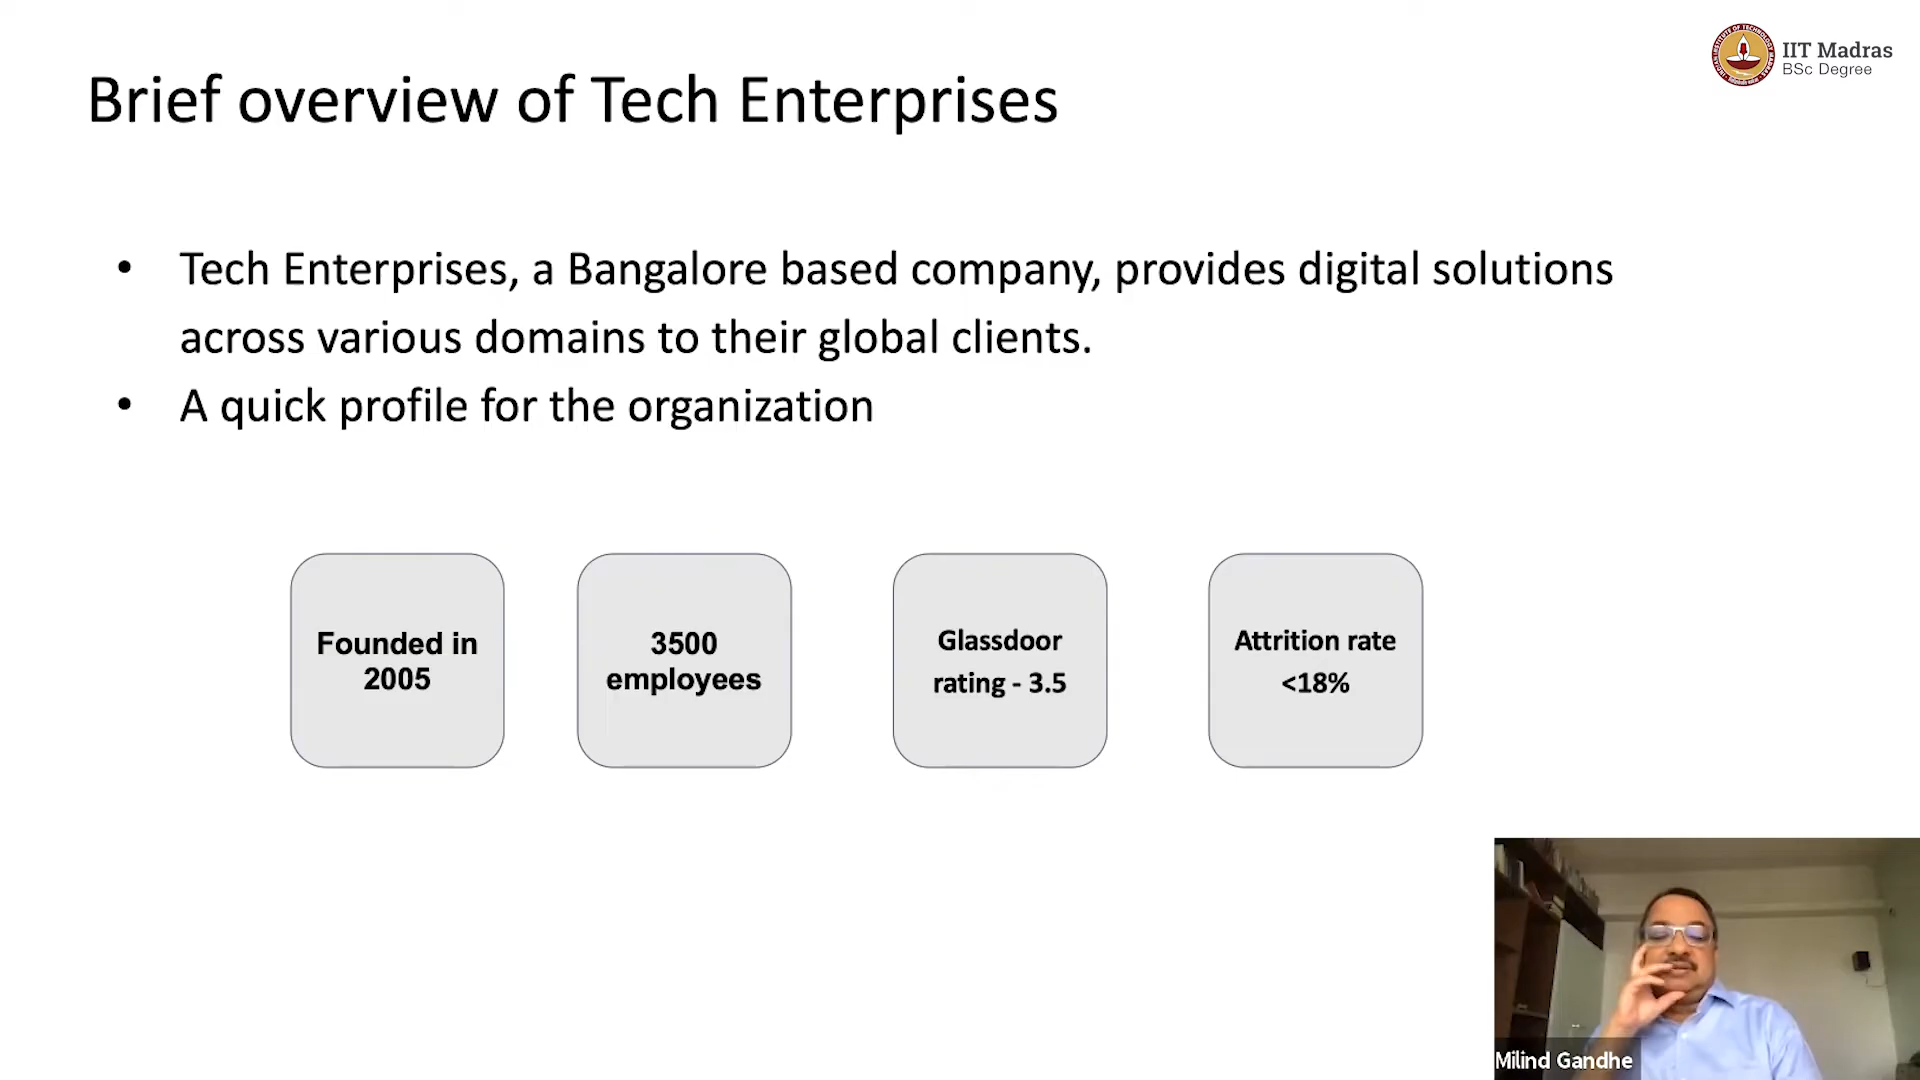 IIT Madras
BSc Degree
Brief overview of Tech Enterprises
• Tech Enterprises, a Bangalore based company, provides digital solutions
across various domains to their global clients.
• A quick profile for the organization
Founded in
2005
3500
employees
Glassdoor
rating - 3.5
Attrition rate
<18%
Milind Gandhe